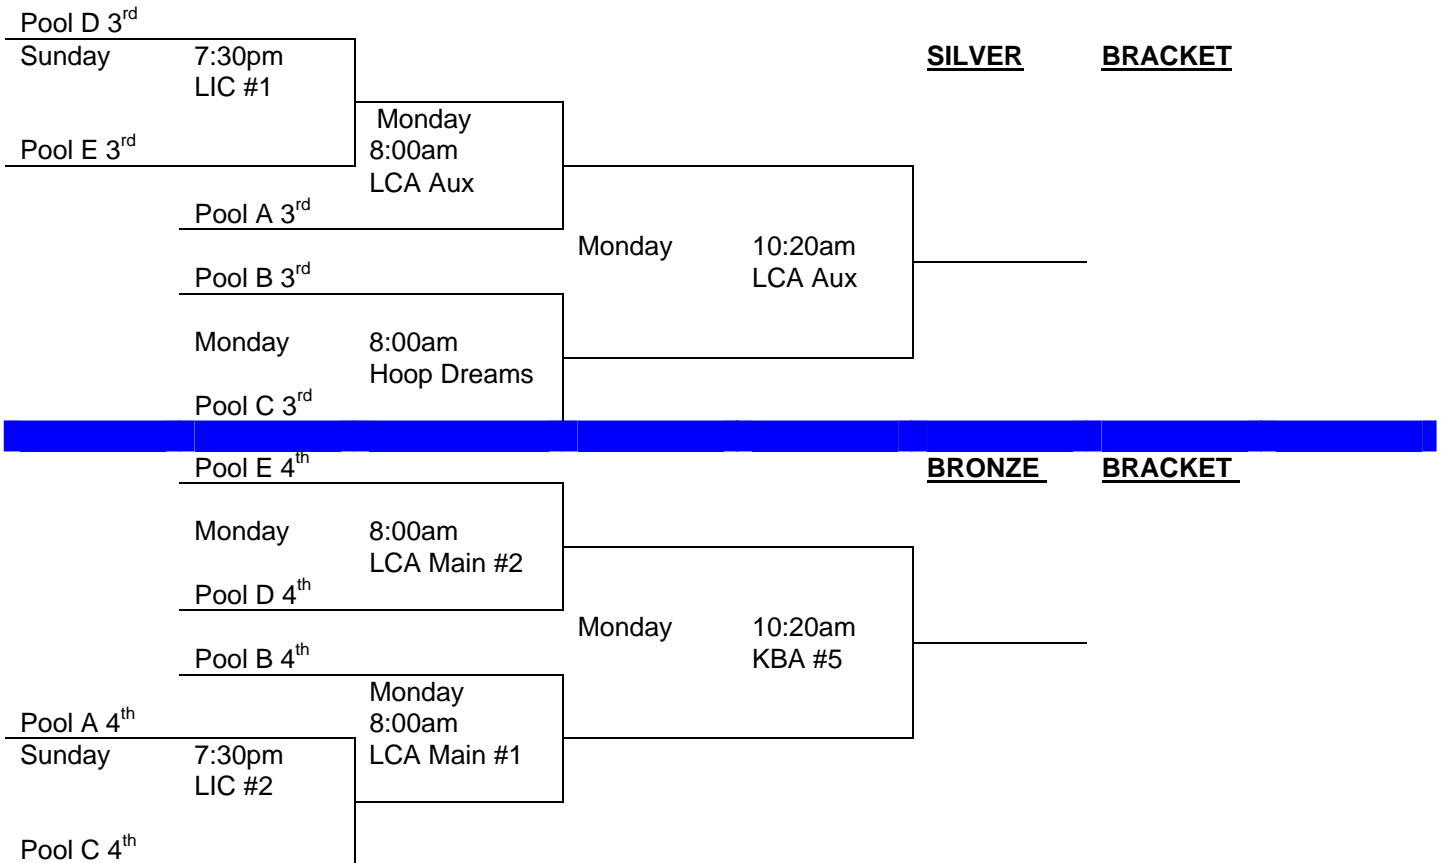 Pool D 3rd
Sunday 7:30pm SILVER BRACKET
LIC #1
Monday
Pool E 3rd 8:00am
LCA Aux
Pool A 3rd
Monday 10:20am
Pool B 3rd LCA Aux
Monday 8:00am
Hoop Dreams
Pool C 3rd
Pool E 4th BRONZE BRACKET
Monday 8:00am
LCA Main #2
Pool D 4th
Monday 10:20am
Pool B 4th KBA #5
Monday
Pool A 4th 8:00am
Sunday 7:30pm LCA Main #1
LIC #2
Pool C 4th